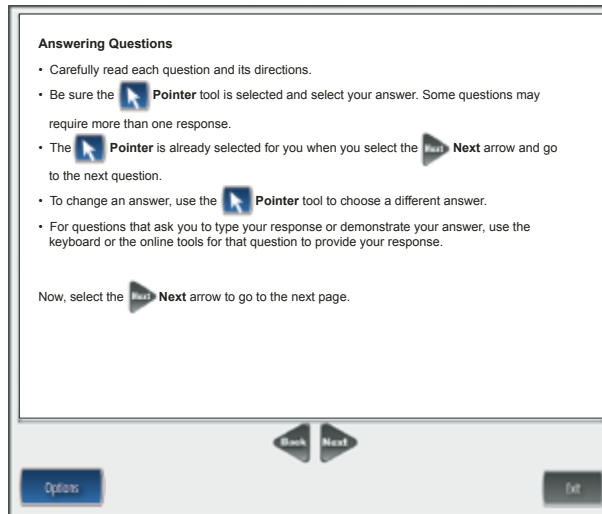 Answering Questions
• Carefully read each question and its directions.
• Be sure the Pointer tool is selected and select your answer. Some questions may
require more than one response.
• The Pointer is already selected for you when you select the Next Next arrow and go
to the next question.
• To change an answer, use the Pointer tool to choose a different answer.
• For questions that ask you to type your response or demonstrate your answer, use the
keyboard or the online tools for that question to provide your response.
Now, select the Next Next arrow to go to the next page.
Back Next
Options Exit